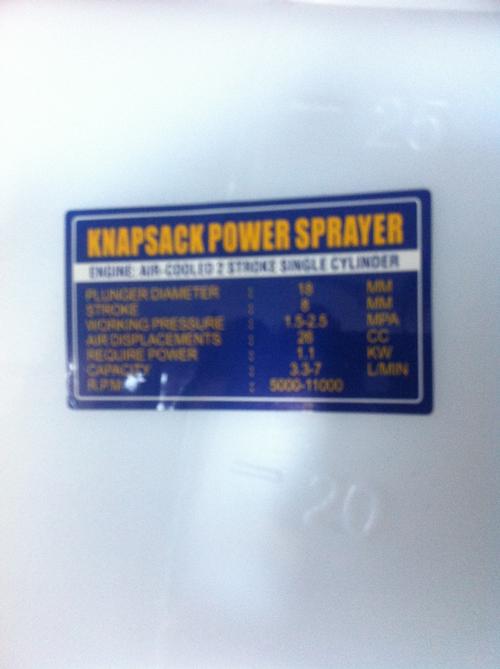 25
KNAPSACK POWER SPRAYER
ENGINE: AIR-COOLED 2 STROKE SINGLE CYLINDER
PLUNGER DIAMETER : 18 MM
STROKE : 8 MM
WORKING PRESSURE : 1.5-2.5 MPA
AIR DISPLACEMENTS : 26 CC
REQUIRE POWER : 1.1 KW
CAPACITY : 3.3-7 L/MIN
R.P.M : 5000-11000
20